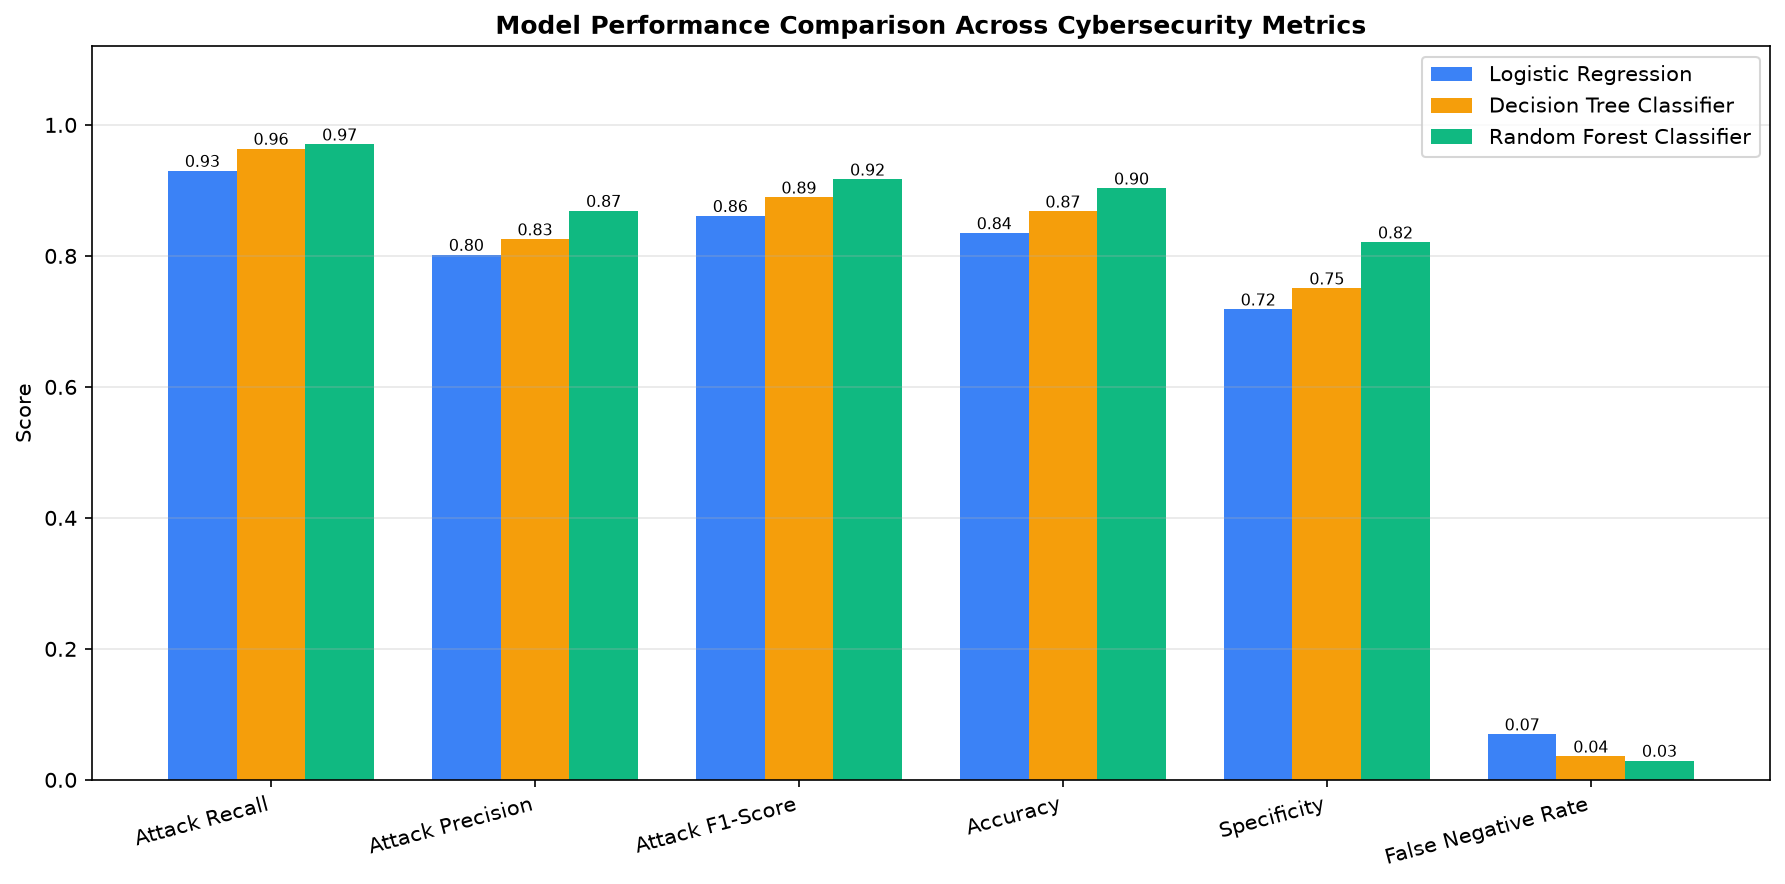 Model Performance Comparison Across Cybersecurity Metrics
Logistic Regression
Decision Tree Classifier
Random Forest Classifier
Score
1.0
0.8
0.6
0.4
0.2
0.0
0.93
0.96
0.97
0.80
0.83
0.87
0.86
0.89
0.92
0.84
0.87
0.90
0.72
0.75
0.82
0.07
0.04
0.03
Attack Recall
Attack Precision
Attack F1-Score
Accuracy
Specificity
False Negative Rate